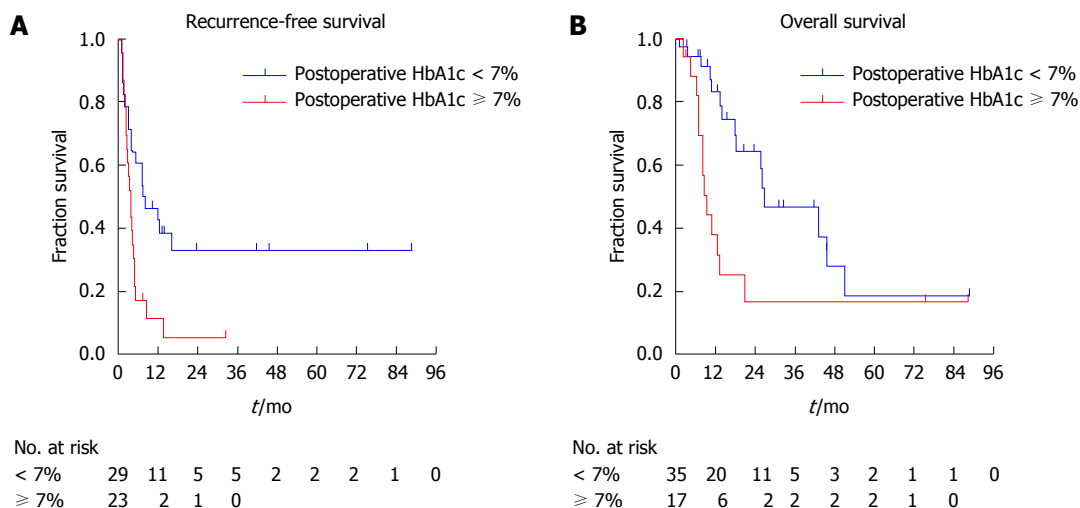 A
Recurrence-free survival
Fraction survival
1.0
0.8
0.6
0.4
0.2
0.0
Postoperative HbA1c < 7%
Postoperative HbA1c ≥ 7%
0 12 24 36 48 60 72 84 96
t/mo
No. at risk
< 7% 29 11 5 5 2 2 2 1 0
≥ 7% 23 2 1 0
B
Overall survival
Fraction survival
1.0
0.8
0.6
0.4
0.2
0.0
Postoperative HbA1c < 7%
Postoperative HbA1c ≥ 7%
0 12 24 36 48 60 72 84 96
t/mo
No. at risk
< 7% 35 20 11 5 3 2 1 1 0
≥ 7% 17 6 2 2 2 2 1 0